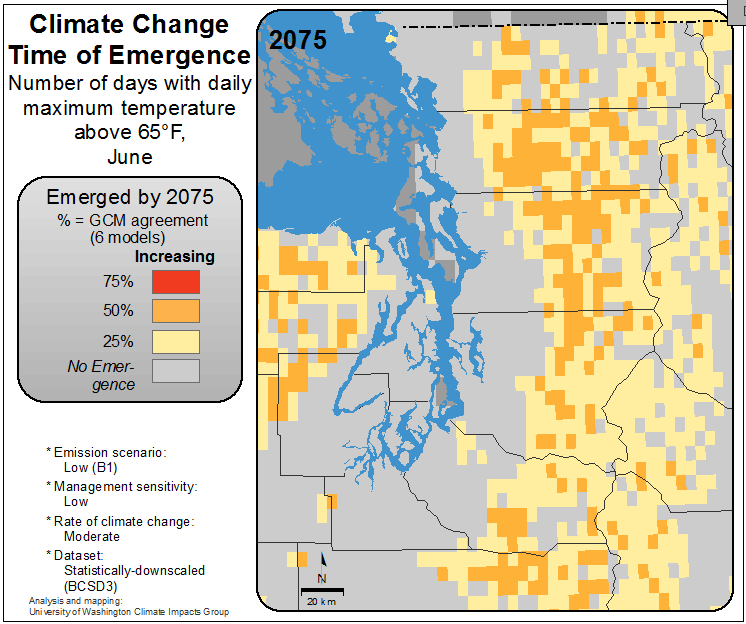 Climate Change
Time of Emergence
Number of days with daily
maximum temperature
above 65°F,
June
Emerged by 2075
% = GCM agreement
(6 models)
Increasing
75%
50%
25%
No Emer-
gence
* Emission scenario:
Low (B1)
* Management sensitivity:
Low
* Rate of climate change:
Moderate
* Dataset:
Statistically-downscaled
(BCSD3)
Analysis and mapping:
University of Washington Climate Impacts Group
2075
N
20 km